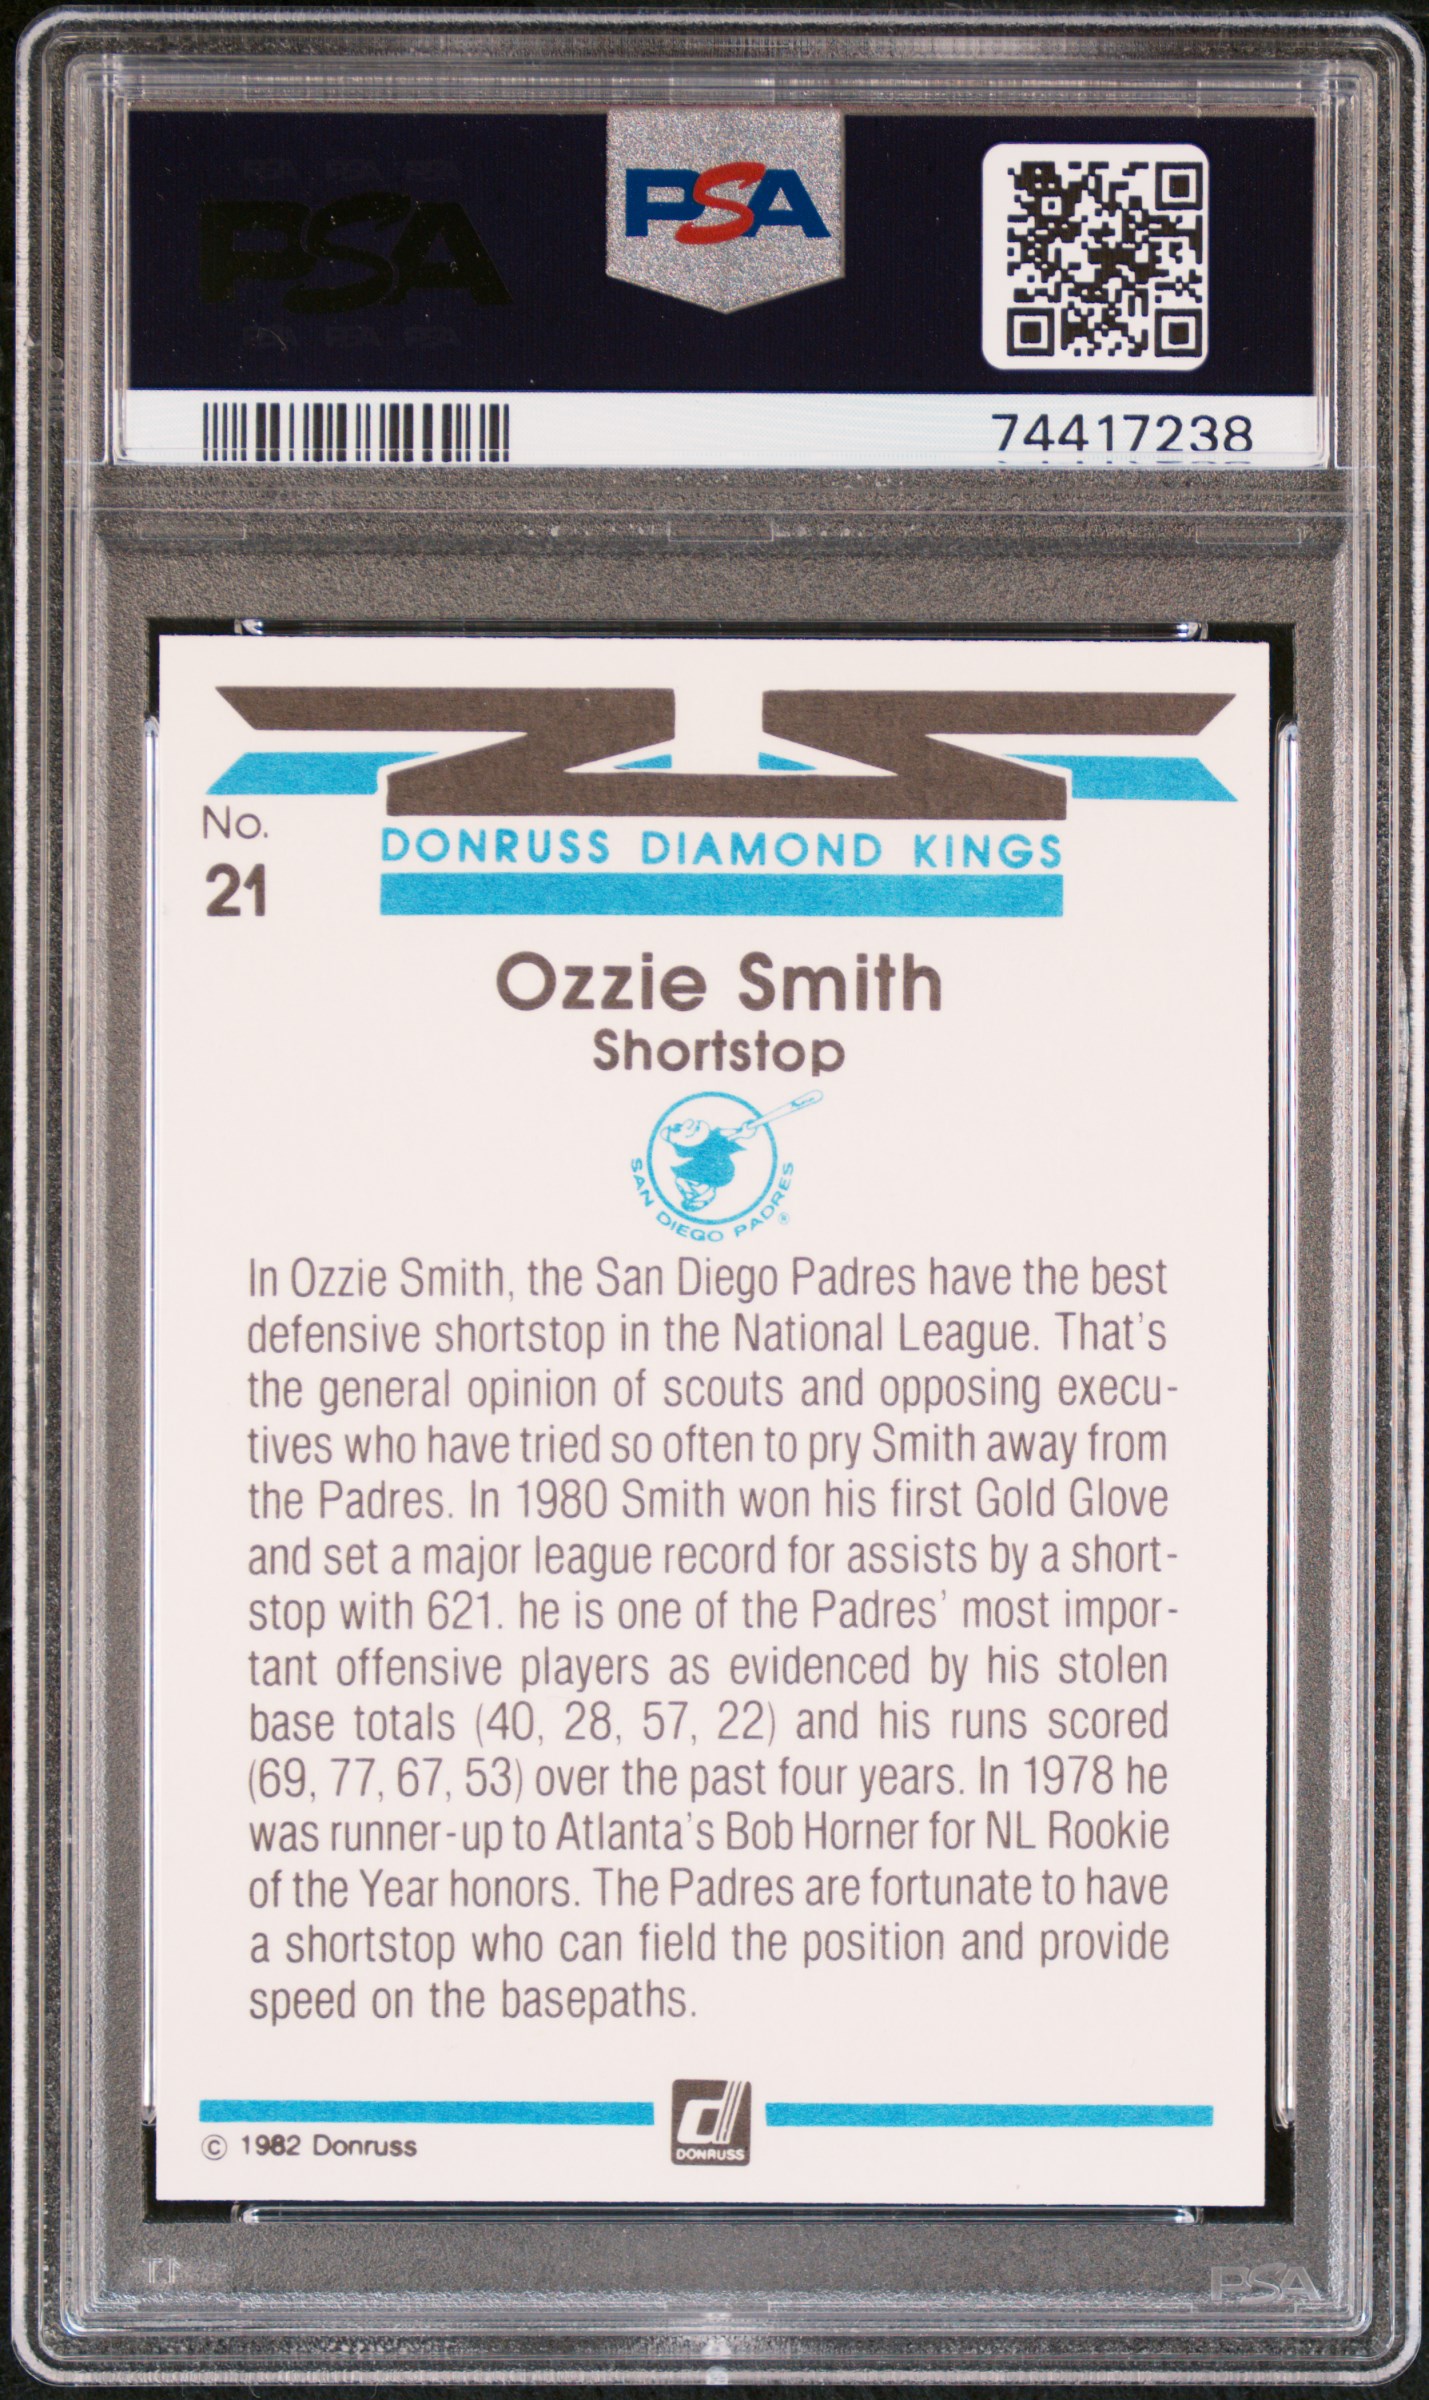 PSA
PSA
74417238
No.
21
DONRUSS DIAMOND KINGS
Ozzie Smith
Shortstop
SAN DIEGO PADRES ®
In Ozzie Smith, the San Diego Padres have the best
defensive shortstop in the National League. That's
the general opinion of scouts and opposing execu-
tives who have tried so often to pry Smith away from
the Padres. In 1980 Smith won his first Gold Glove
and set a major league record for assists by a short-
stop with 621. he is one of the Padres' most impor-
tant offensive players as evidenced by his stolen
base totals (40, 28, 57, 22) and his runs scored
(69, 77, 67, 53) over the past four years. In 1978 he
was runner-up to Atlanta's Bob Horner for NL Rookie
of the Year honors. The Padres are fortunate to have
a shortstop who can field the position and provide
speed on the basepaths.
d
DONRUSS
© 1982 Donruss
PSA